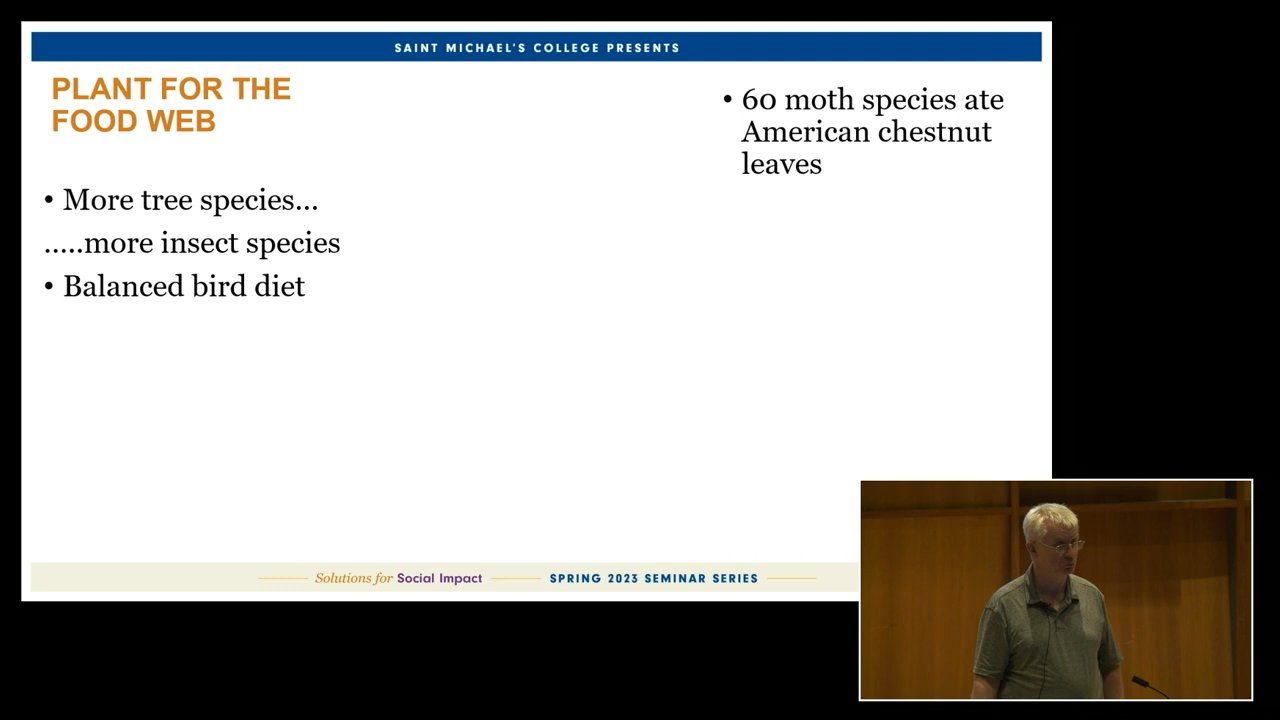 SAINT MICHAEL'S COLLEGE PRESENTS
PLANT FOR THE
FOOD WEB
• More tree species...
.....more insect species
• Balanced bird diet
• 60 moth species ate
American chestnut
leaves
Solutions for Social Impact
SPRING 2023 SEMINAR SERIES